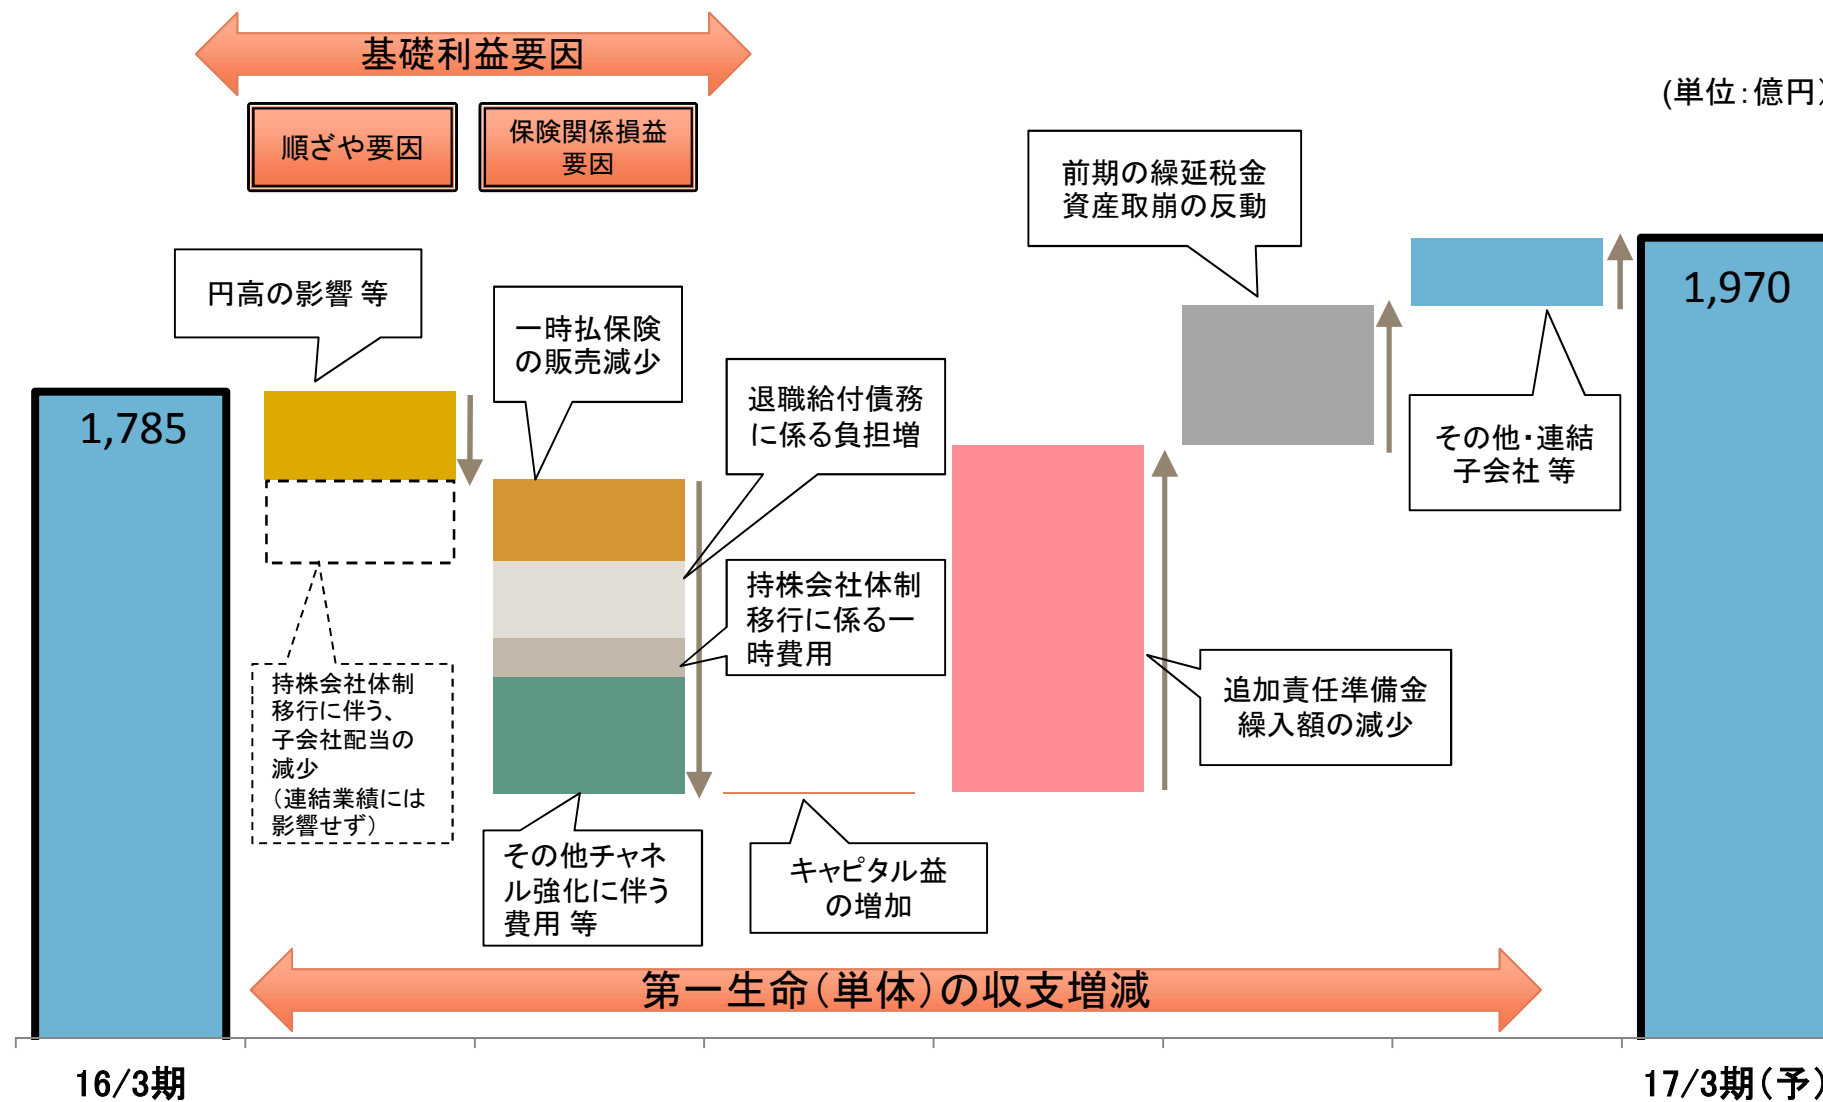 基礎利益要因
(単位：億円)
順ざや要因
保険関係損益
要因
前期の繰延税金
資産取崩の反動
円高の影響 等
1,970
一時払保険
の販売減少
退職給付債務
に係る負担増
1,785
その他・連結
子会社 等
持株会社体制
移行に係る一
時費用
持株会社体制
移行に伴う、
子会社配当の
減少
（連結業績には
影響せず）
追加責任準備金
繰入額の減少
その他チャネ
ル強化に伴う
費用 等
キャピタル益
の増加
第一生命（単体）の収支増減
16/3期
17/3期（予）